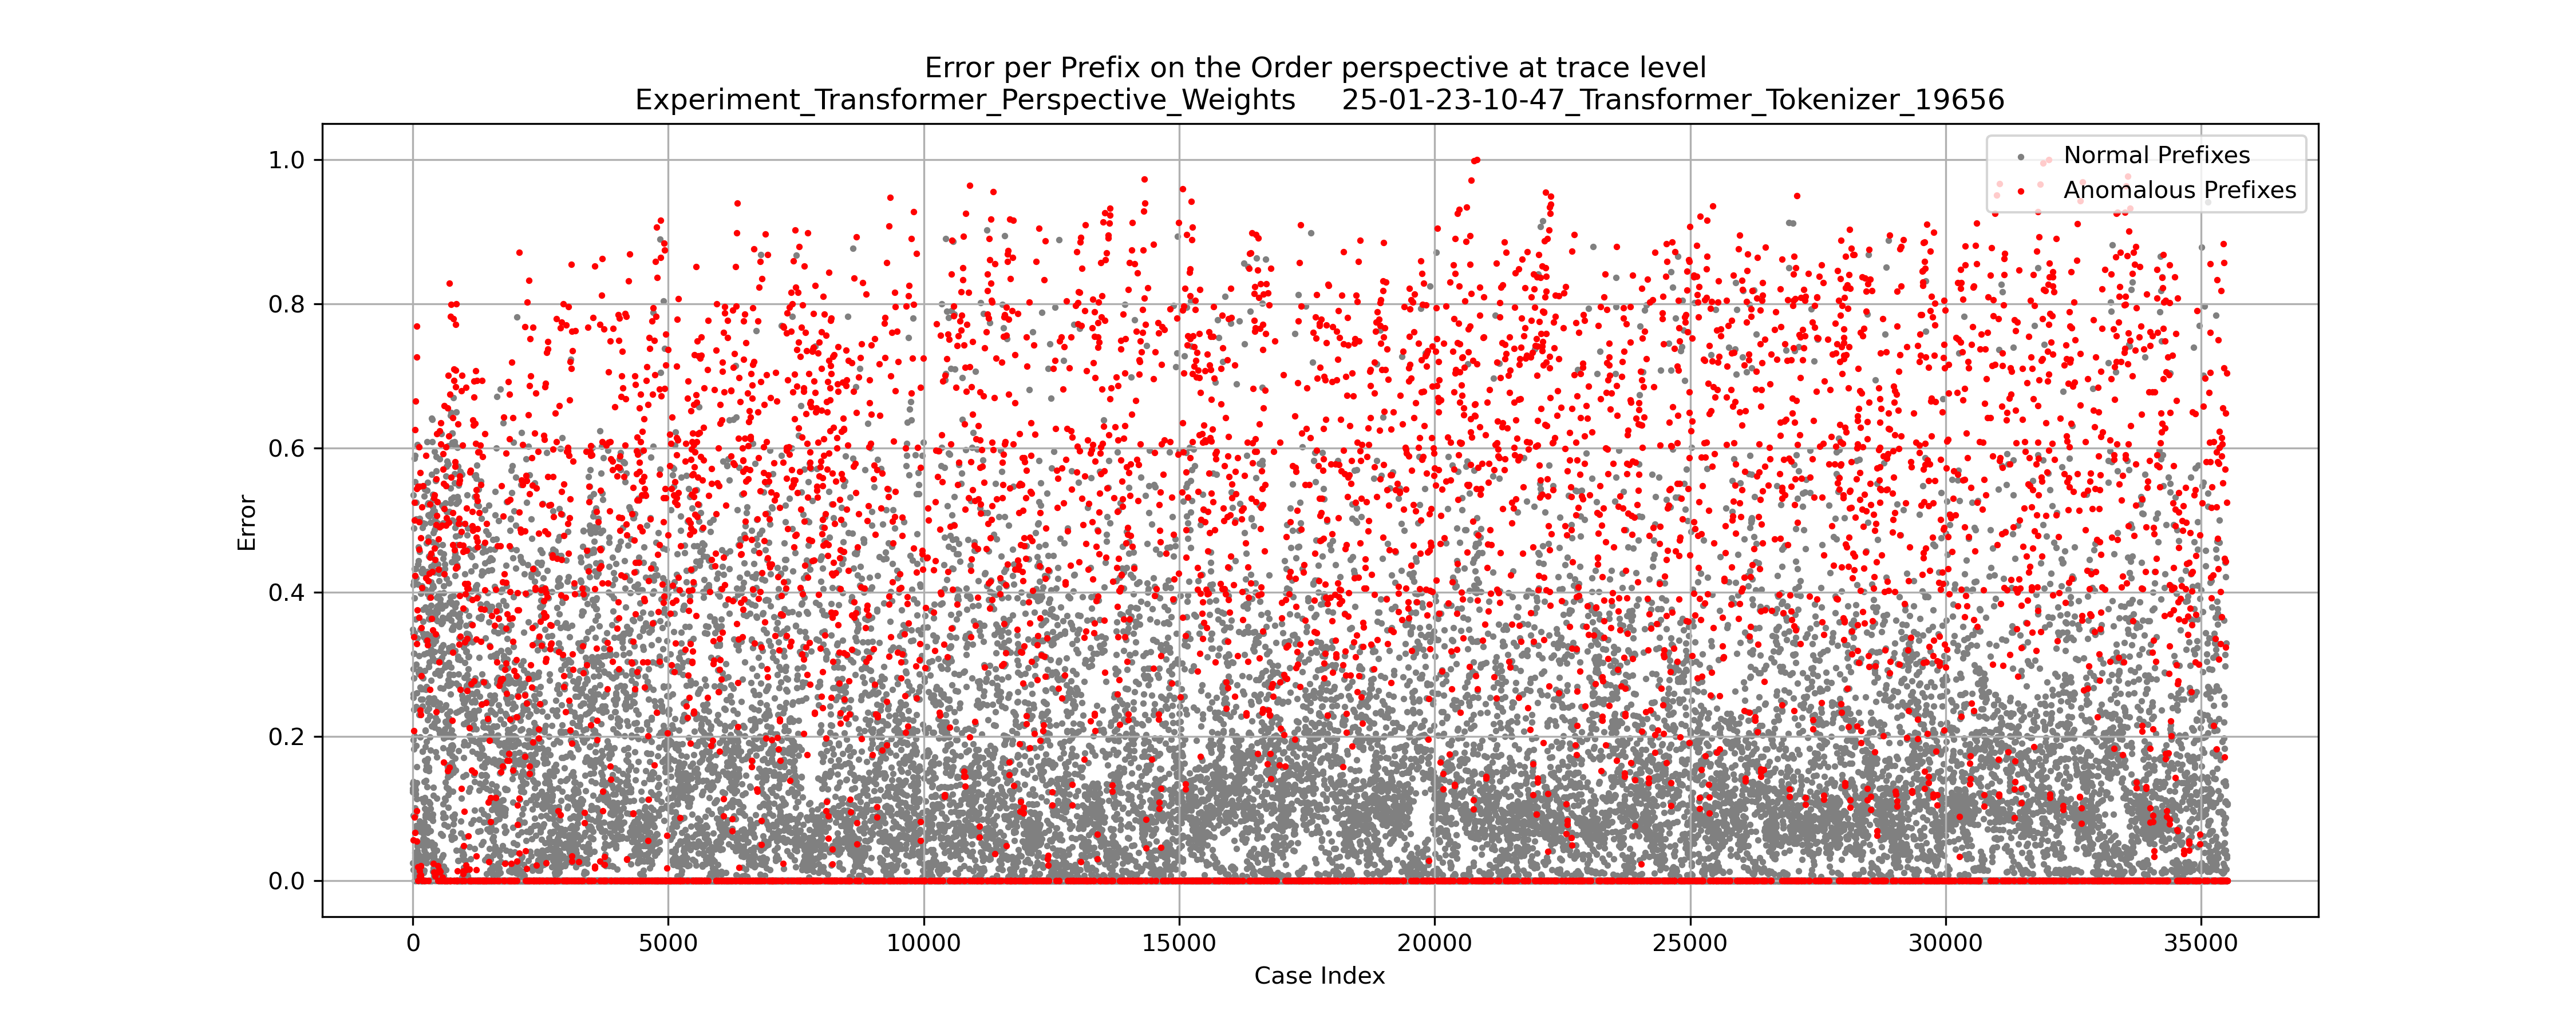 Error per Prefix on the Order perspective at trace level
Experiment_Transformer_Perspective_Weights 25-01-23-10-47_Transformer_Tokenizer_19656
Normal Prefixes
Anomalous Prefixes
1.0
0.8
0.6
0.4
0.2
0.0
Error
0 5000 10000 15000 20000 25000 30000 35000
Case Index